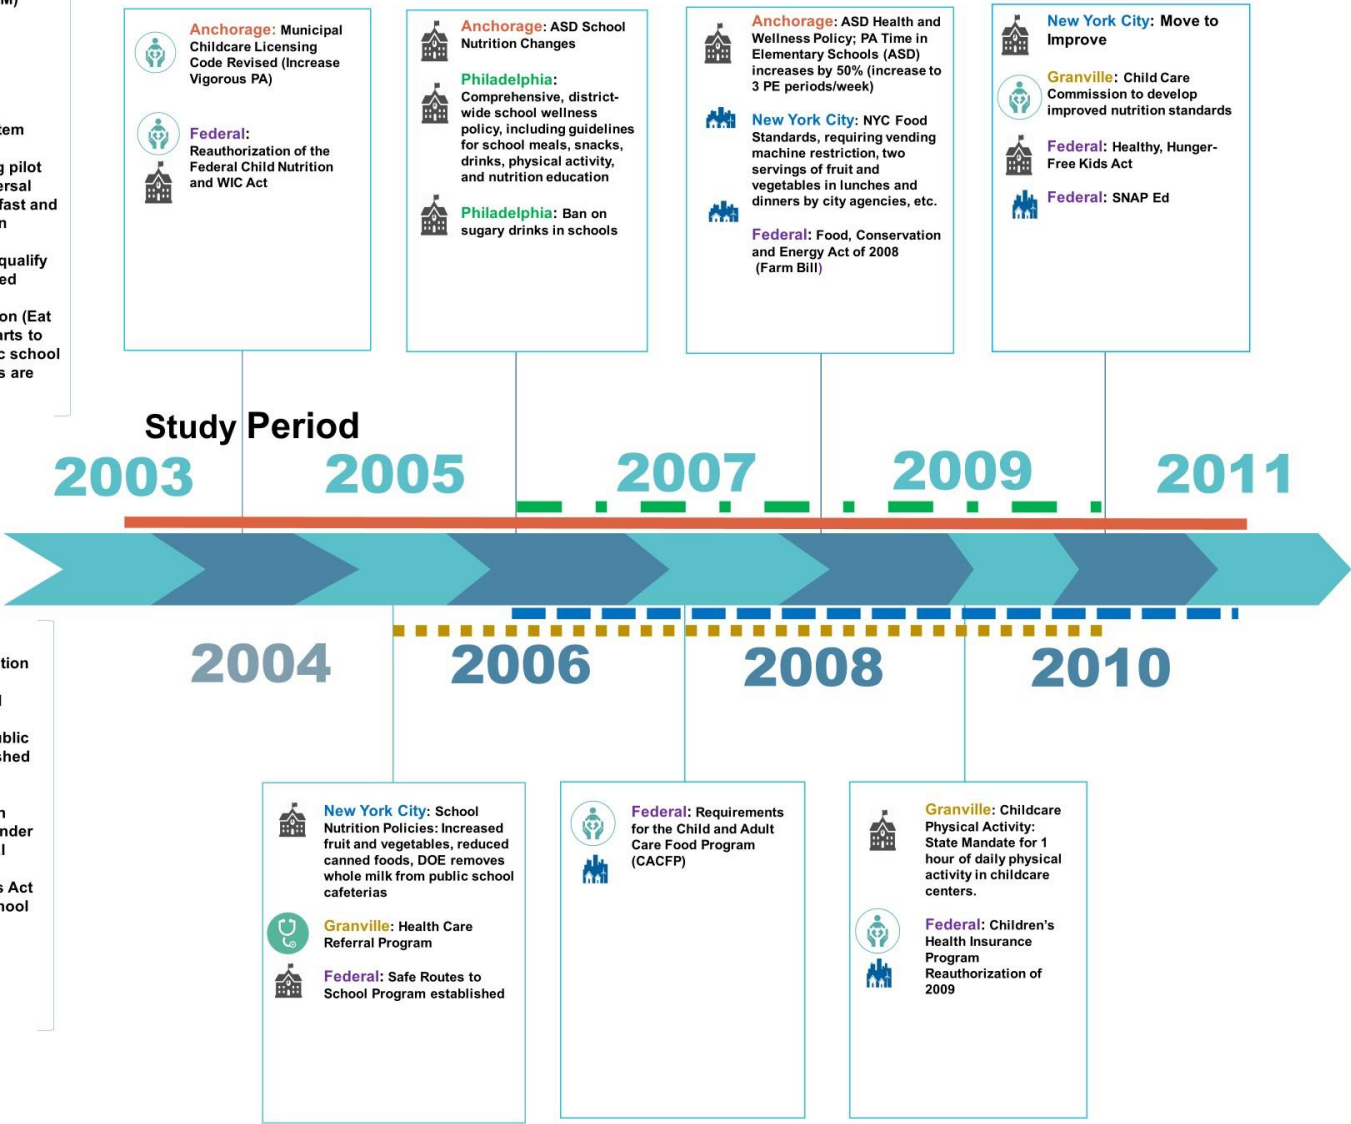 M)
tem
g pilot
ersal
fast and
n
qualify
ed
on (Eat
arts to
c school
s are
Anchorage: Municipal
Childcare Licensing
Code Revised (Increase
Vigorous PA)
Federal:
Reauthorization of the
Federal Child Nutrition
and WIC Act
Anchorage: ASD School
Nutrition Changes
Philadelphia:
Comprehensive, district-
wide school wellness
policy, including guidelines
for school meals, snacks,
drinks, physical activity,
and nutrition education
Philadelphia: Ban on
sugary drinks in schools
Anchorage: ASD Health and
Wellness Policy; PA Time in
Elementary Schools (ASD)
increases by 50% (increase to
3 PE periods/week)
New York City: NYC Food
Standards, requiring vending
machine restriction, two
servings of fruit and
vegetables in lunches and
dinners by city agencies, etc.
Federal: Food, Conservation
and Energy Act of 2008
(Farm Bill)
New York City: Move to
Improve
Granville: Child Care
Commission to develop
improved nutrition standards
Federal: Healthy, Hunger-
Free Kids Act
Federal: SNAP Ed
Study Period
2003 2005 2007 2009 2011
2004 2006 2008 2010
tion
l
ublic
shed
n
nder
al
s Act
hool
New York City: School
Nutrition Policies: Increased
fruit and vegetables, reduced
canned foods, DOE removes
whole milk from public school
cafeterias
Granville: Health Care
Referral Program
Federal: Safe Routes to
School Program established
Federal: Requirements
for the Child and Adult
Care Food Program
(CACFP)
Granville: Childcare
Physical Activity:
State Mandate for 1
hour of daily physical
activity in childcare
centers.
Federal: Children's
Health Insurance
Program
Reauthorization of
2009